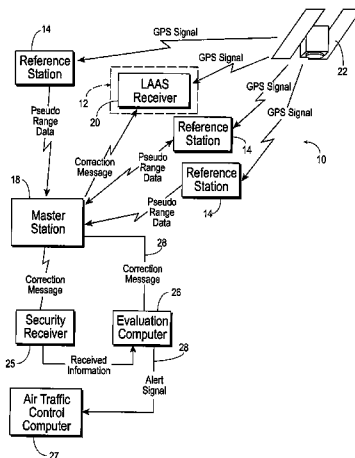 GPS Signal
14
Reference
Station
GPS Signal
22
12
LAAS
Receiver
20
GPS Signal
GPS Signal
Pseudo
Range
Data
Correction
Message
Reference
Station
14
10
Pseudo
Range
Data
18
Reference
Station
14
Pseudo
Range
Data
Master
Station
28
Correction
Message
Correction
Message
26
Security
Receiver
25
Evaluation
Computer
Received
Information
28
Alert
Signal
Air Traffic
Control
Computer
27